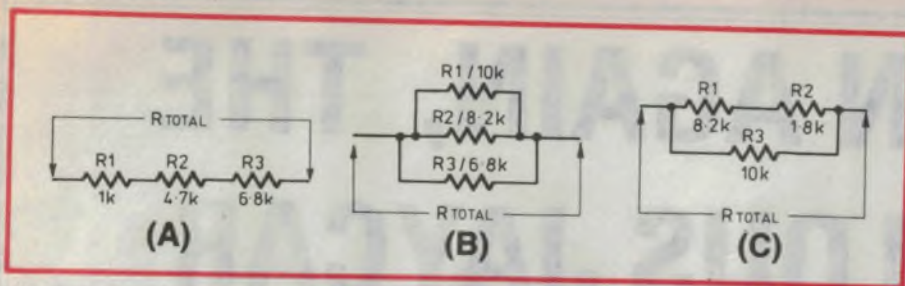 R TOTAL
R1 R2 R3
1k 4·7k 6·8k
(A)
R1/10k
R2/8·2k
R3/6·8k
R TOTAL
(B)
R1 R2
8·2k 1·8k
R3
10k
R TOTAL
(C)